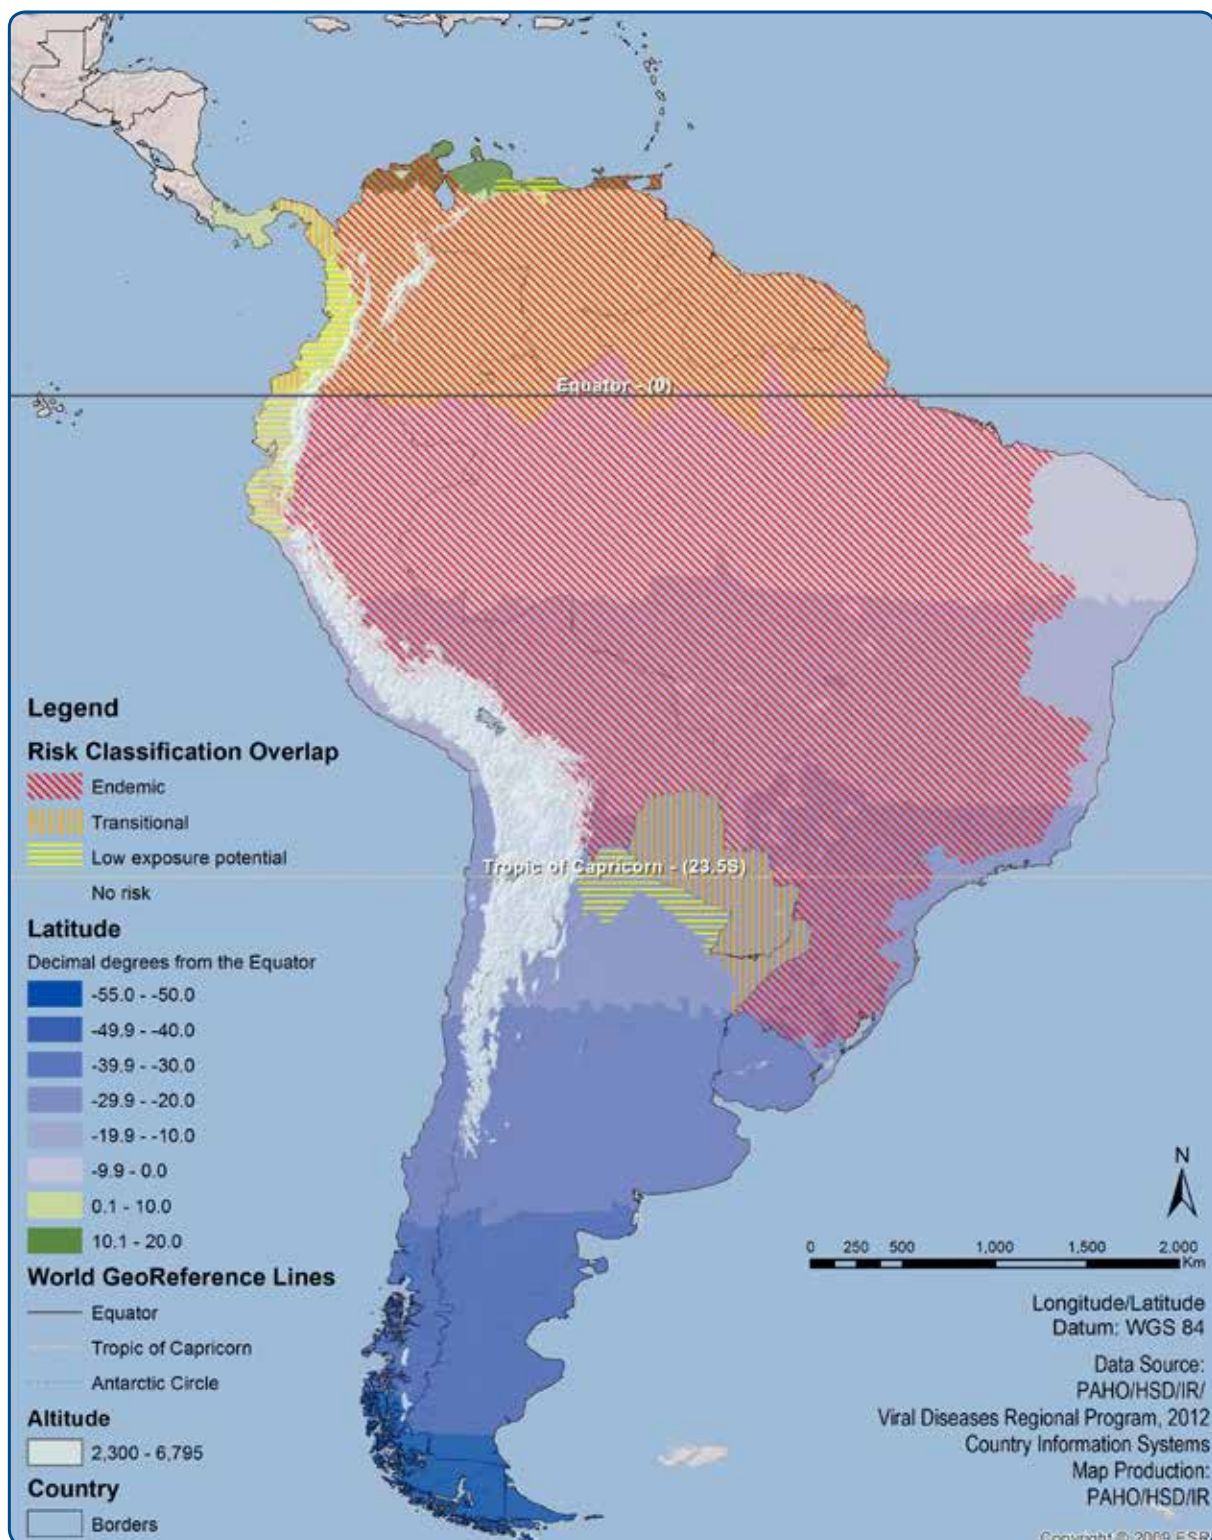 Equator - (0)
Tropic of Capricorn - (23.5S)
Legend
Risk Classification Overlap
Endemic
Transitional
Low exposure potential
No risk
Latitude
Decimal degrees from the Equator
-55.0 - -50.0
-49.9 - -40.0
-39.9 - -30.0
-29.9 - -20.0
-19.9 - -10.0
-9.9 - 0.0
0.1 - 10.0
10.1 - 20.0
World GeoReference Lines
Equator
Tropic of Capricorn
Antarctic Circle
Altitude
2,300 - 6,795
Country
Borders
N
0 250 500 1,000 1,500 2.000
Km
Longitude/Latitude
Datum: WGS 84
Data Source:
PAHO/HSD/IR/
Viral Diseases Regional Program, 2012
Country Information Systems
Map Production:
PAHO/HSD/IR
Copyright © 2009 ESR